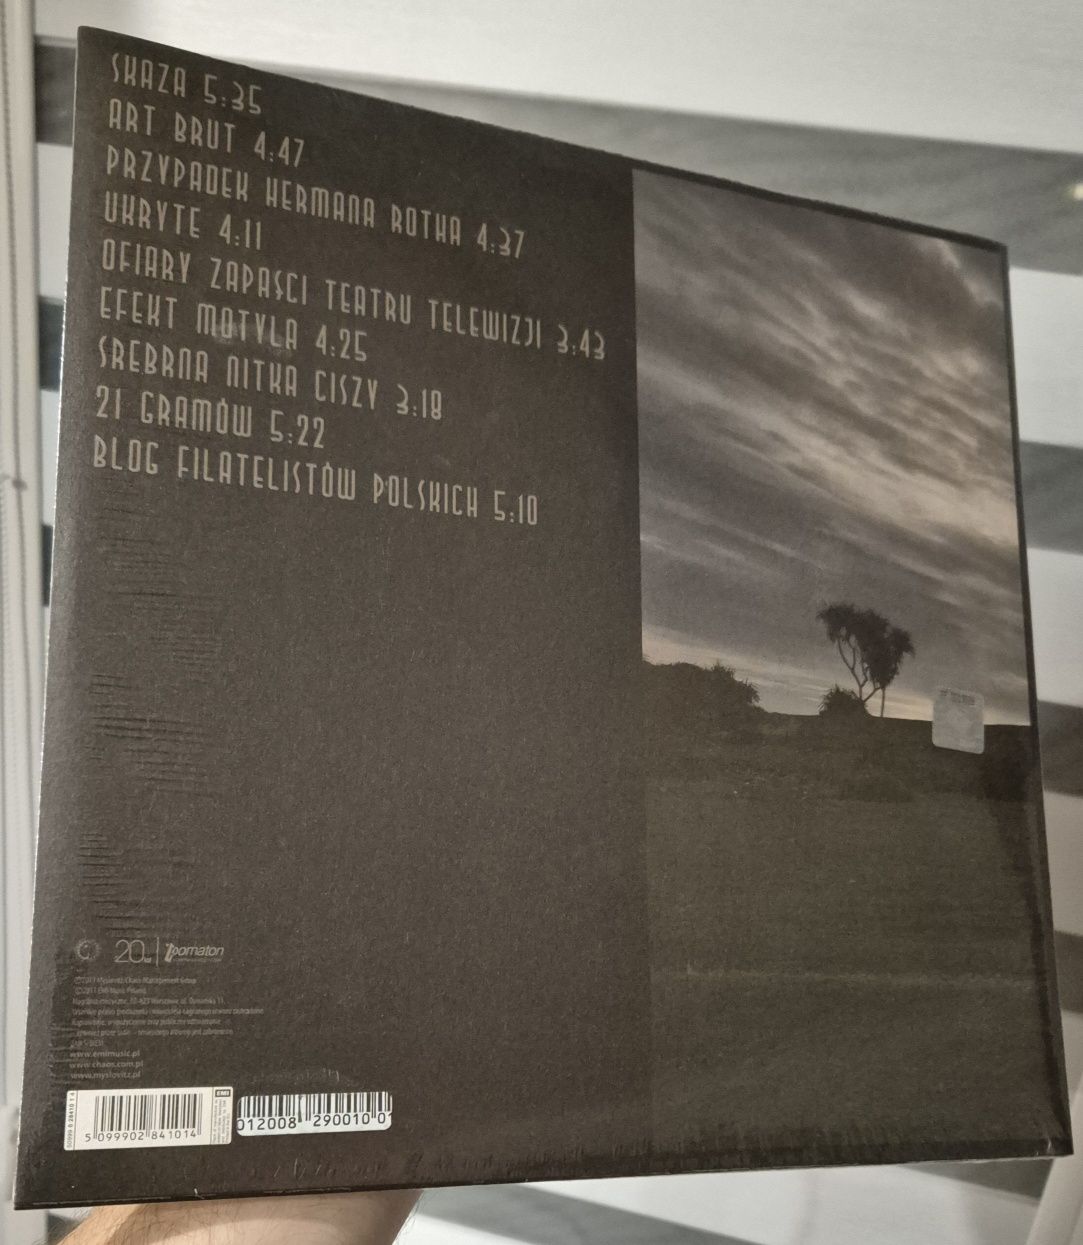 SKAZA 5:35
ART BRUT 4:47
PRZYPADEK HERMANA ROTHA 4:37
UKRYTE 4:11
OFIARY ZAPAŚCI TEATRU TELEWIZJI 3:43
EFEKT MOTYLA 4:25
SREBRNA NITKA CISZY 3:18
21 GRAMÓW 5:22
BLOG FILATELISTÓW POLSKICH 5:10
20
pomaton
www.emimusic.pl
www.chaos.com.pl
www.myslovitz.pl
EMI
5 099902 841014
012008 290010 0